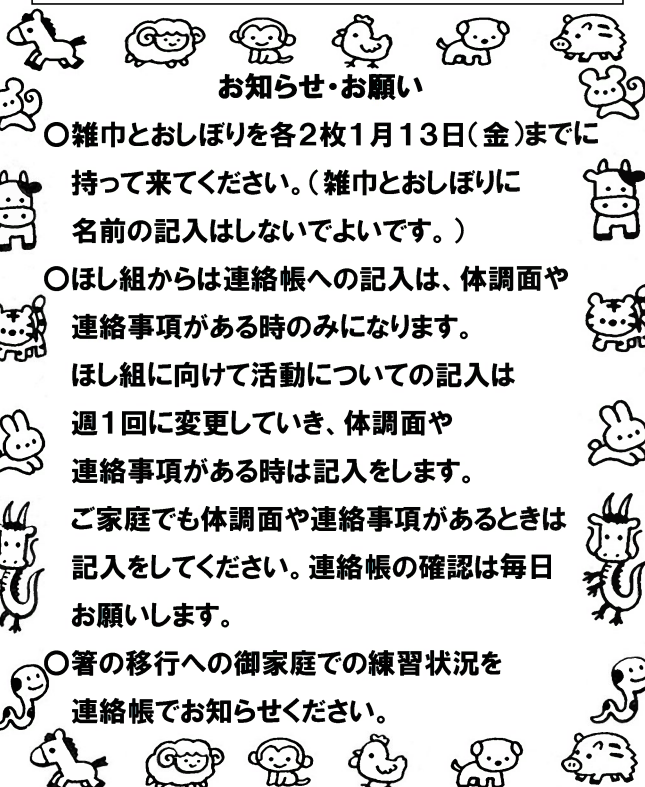 お知らせ・お願い
〇雑巾とおしぼりを各２枚１月１３日（金）までに
持って来てください。（雑巾とおしぼりに
名前の記入はしないでよいです。）
〇ほし組からは連絡帳への記入は、体調面や
連絡事項がある時のみになります。
ほし組に向けて活動についての記入は
週１回に変更していき、体調面や
連絡事項がある時は記入をします。
ご家庭でも体調面や連絡事項があるときは
記入をしてください。連絡帳の確認は毎日
お願いします。
〇箸の移行への御家庭での練習状況を
連絡帳でお知らせください。